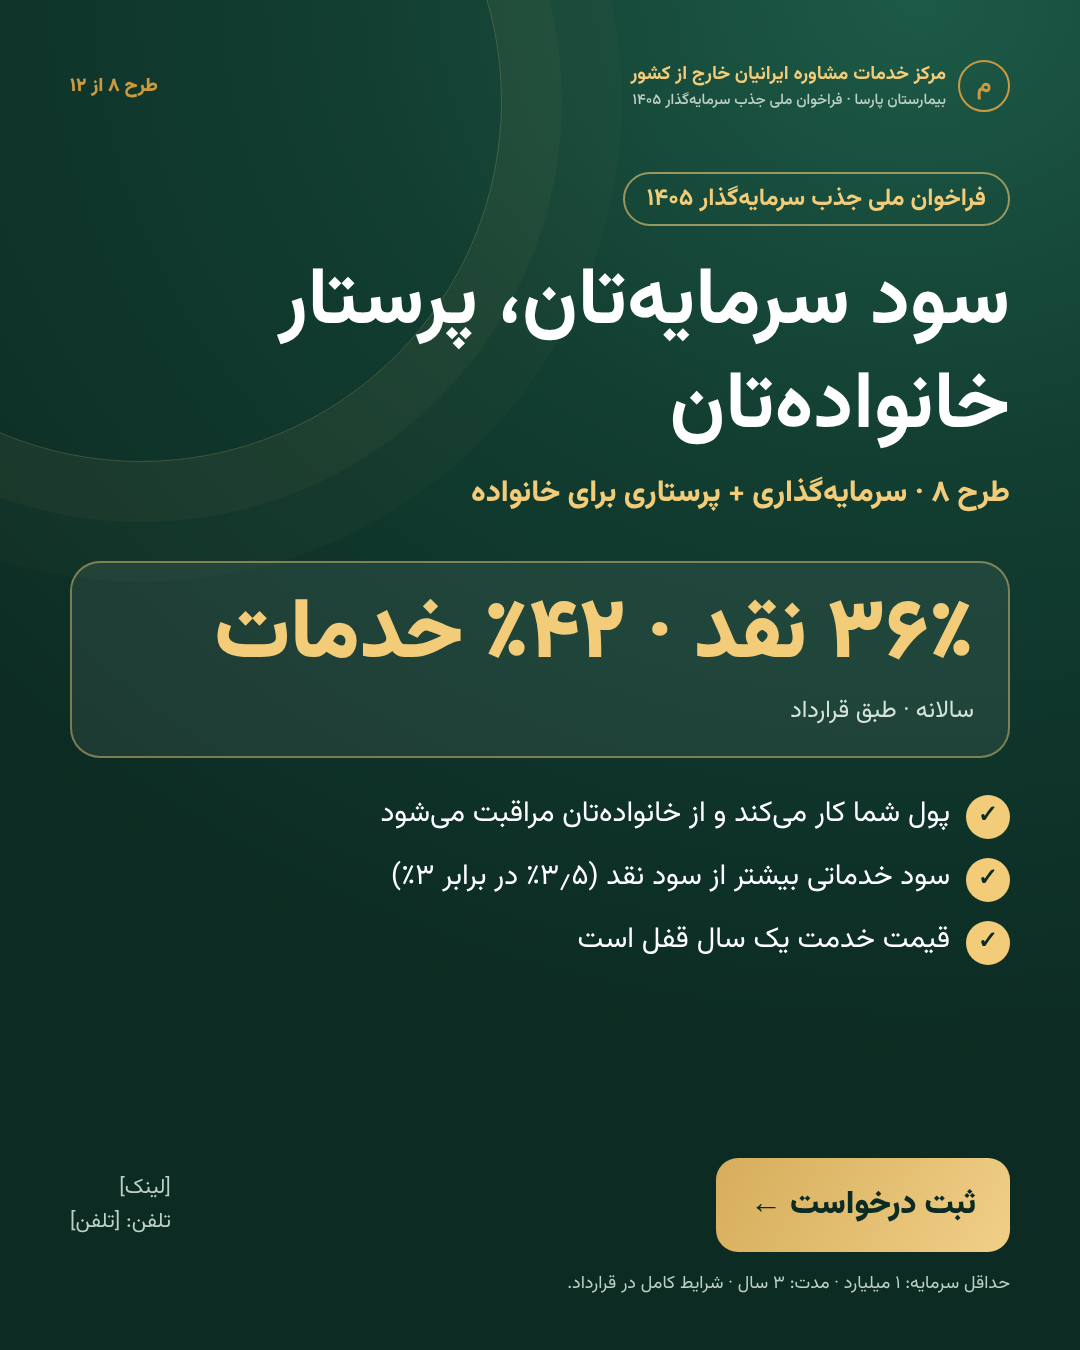 م
مرکز خدمات مشاوره ایرانیان خارج از کشور
بیمارستان پارسا · فراخوان ملی جذب سرمایه‌گذار ۱۴۰۵
طرح ۸ از ۱۲
فراخوان ملی جذب سرمایه‌گذار ۱۴۰۵
سود سرمایه‌تان، پرستار
خانواده‌تان
طرح ۸ · سرمایه‌گذاری + پرستاری برای خانواده
۳۶٪ نقد · ۴۲٪ خدمات
سالانه · طبق قرارداد
✓ پول شما کار می‌کند و از خانواده‌تان مراقبت می‌شود
✓ سود خدماتی بیشتر از سود نقد (۳٫۵٪ در برابر ۳٪)
✓ قیمت خدمت یک سال قفل است
ثبت درخواست ←
[لینک]
تلفن: [تلفن]
حداقل سرمایه: ۱ میلیارد · مدت: ۳ سال · شرایط کامل در قرارداد.